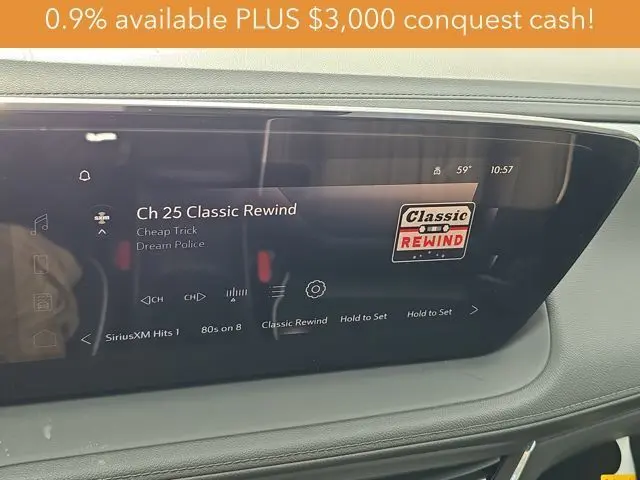 0.9% available PLUS $3,000 conquest cash!
59° 10:57
SXM
Ch 25 Classic Rewind
Cheap Trick
Dream Police
Classic
REWIND
CH CH
SiriusXM Hits 1 80s on 8 Classic Rewind Hold to Set Hold to Set